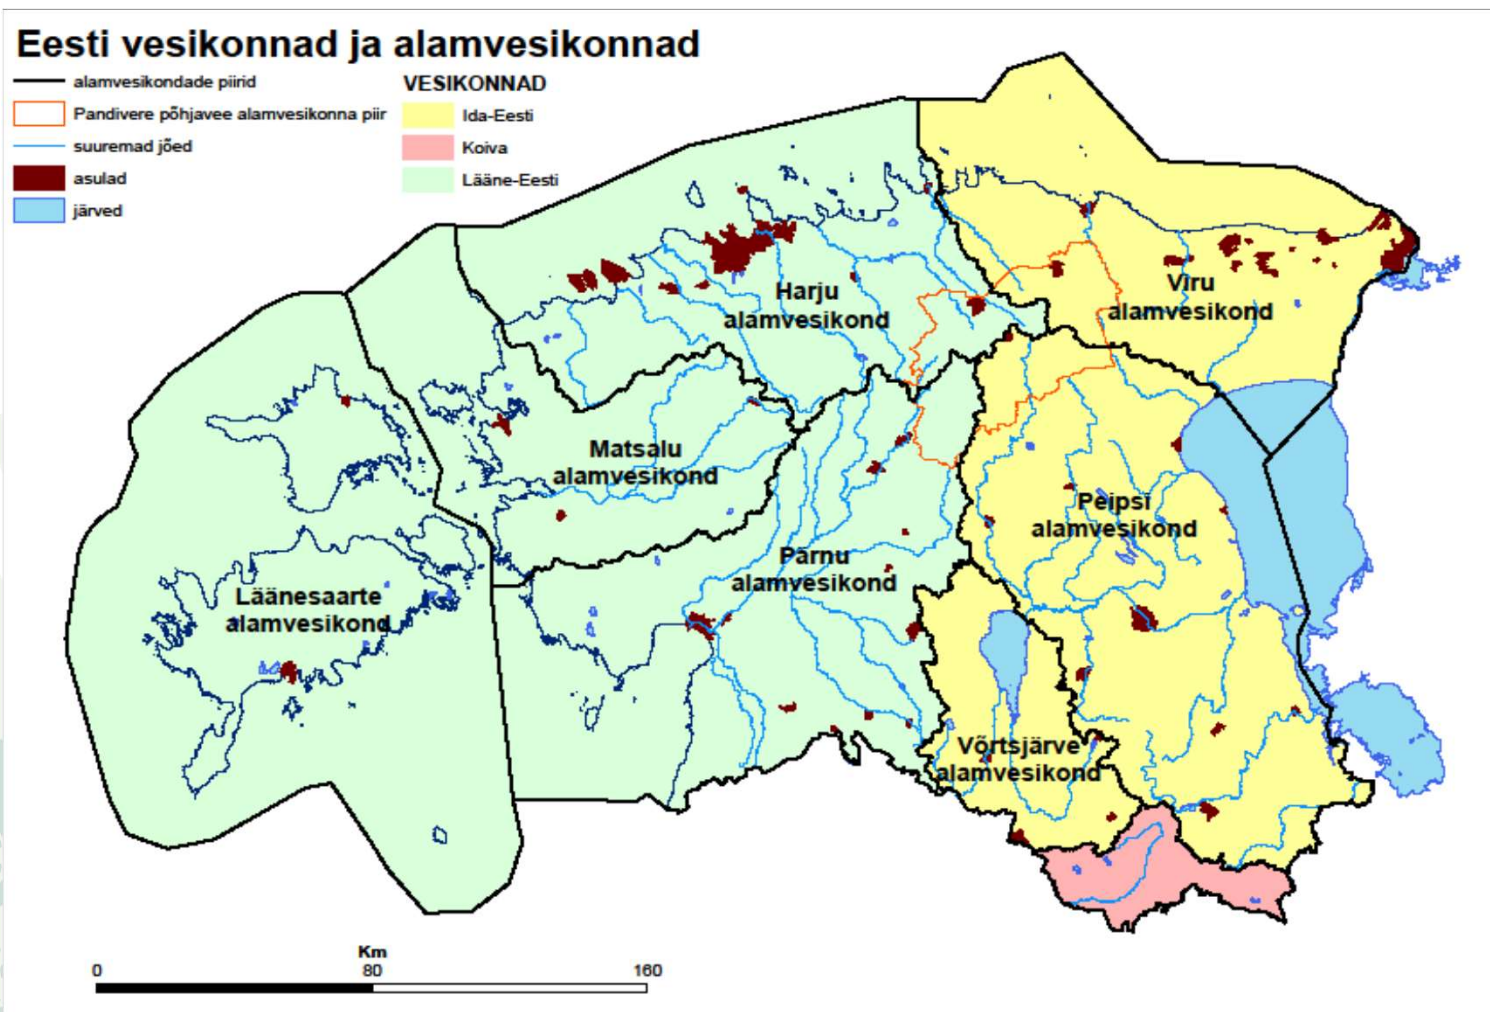 Eesti vesikonnad ja alamvesikonnad
alamvesikondade piirid
Pandivere põhjavee alamvesikonna piir
suuremad jõed
asulad
järved
VESIKONNAD
Ida-Eesti
Koiva
Lääne-Eesti
Harju
alamvesikond
Viru
alamvesikond
Matsalu
alamvesikond
Peipsi
alamvesikond
Pärnu
alamvesikond
Läänesaarte
alamvesikond
Võrtsjärve
alamvesikond
Km
0 80 160